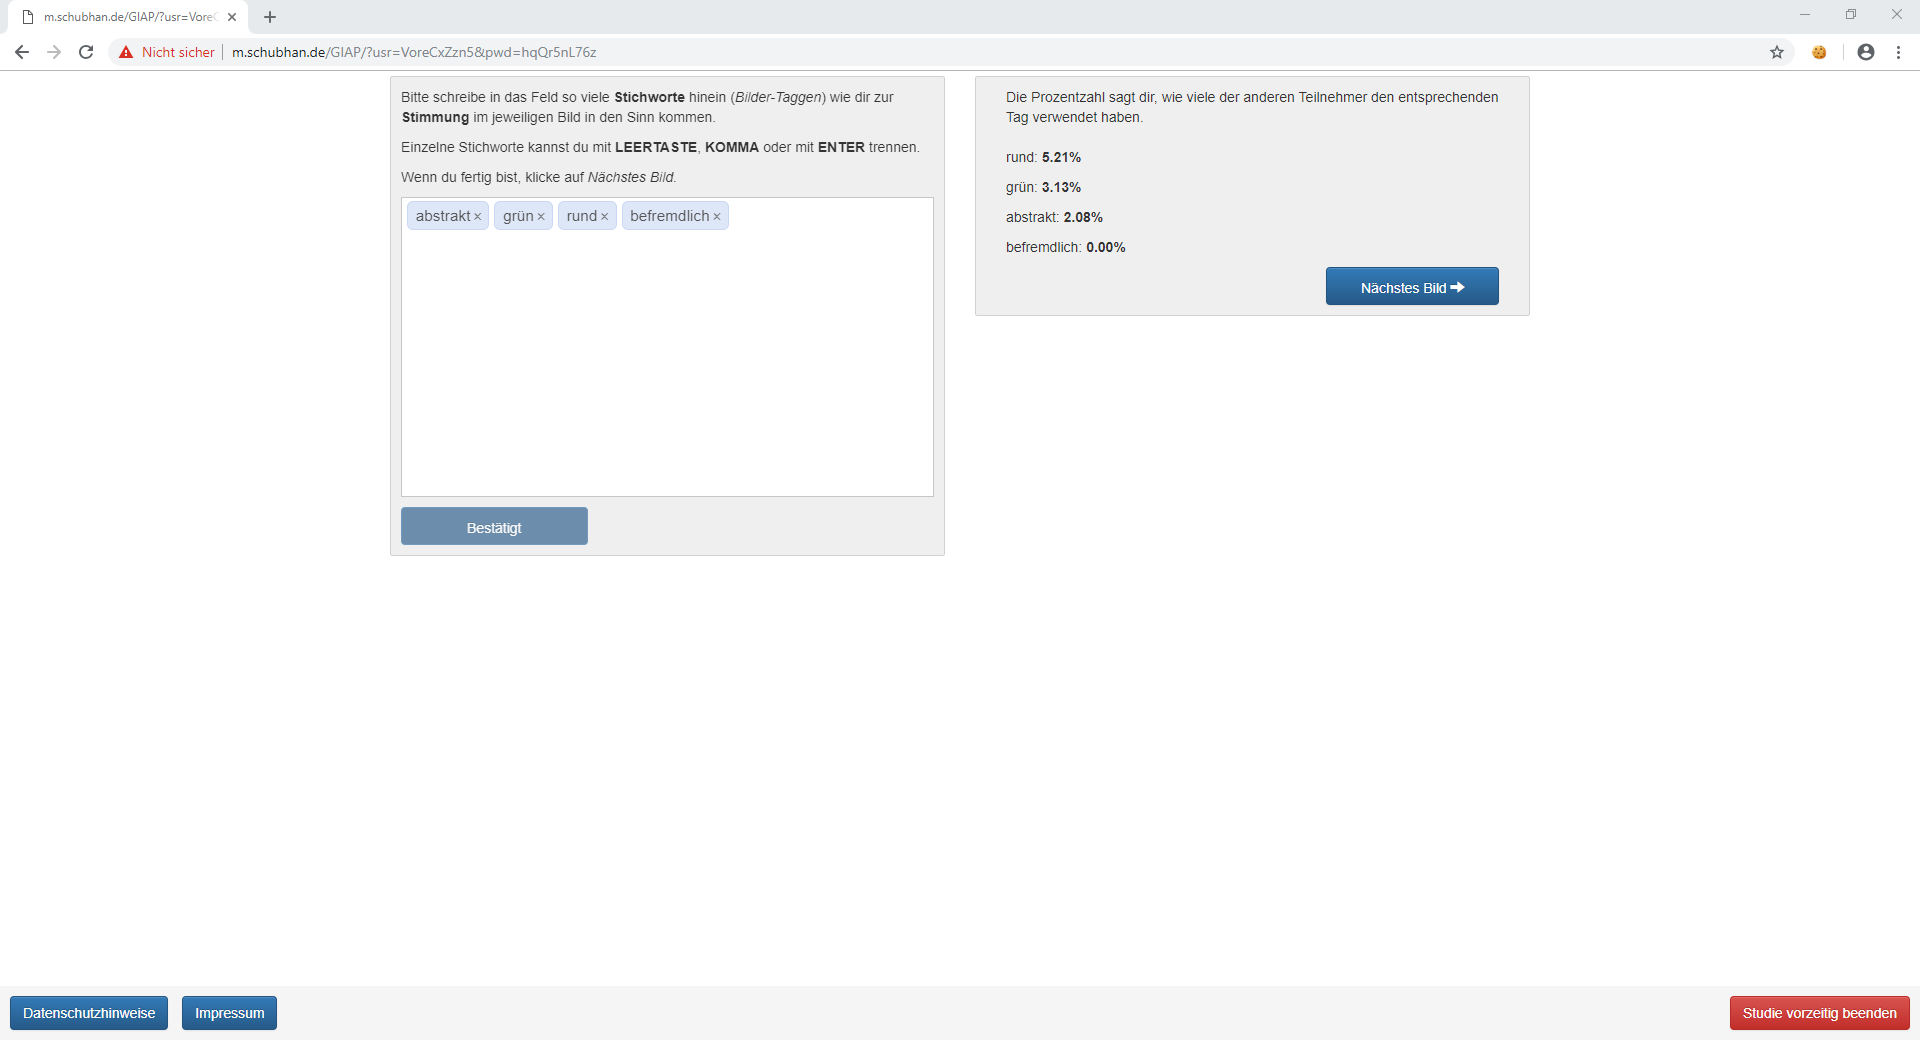 m.schubhan.de/GIAP/?usr=VoreC
Nicht sicher
m.schubhan.de/GIAP/?usr=VoreCxZzn5&pwd=hqQr5nL76z
Bitte schreibe in das Feld so viele Stichworte hinein (Bilder-Taggen) wie dir zur
Stimmung im jeweiligen Bild in den Sinn kommen.
Einzelne Stichworte kannst du mit LEERTASTE, KOMMA oder mit ENTER trennen.
Wenn du fertig bist, klicke auf Nächstes Bild.
abstrakt× grün× rund× befremdlich×
Bestätigt
Die Prozentzahl sagt dir, wie viele der anderen Teilnehmer den entsprechenden
Tag verwendet haben.
rund: 5.21%
grün: 3.13%
abstrakt: 2.08%
befremdlich: 0.00%
Nächstes Bild
Datenschutzhinweise
Impressum
Studie vorzeitig beenden